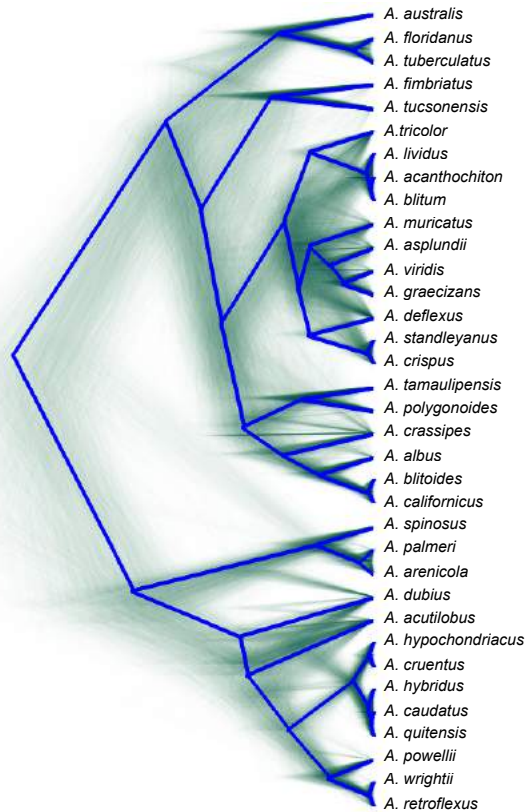 A. australis
A. floridanus
A. tuberculatus
A. fimbriatus
A. tucsonensis
A.tricolor
A. lividus
A. acanthochiton
A. blitum
A. muricatus
A. asplundii
A. viridis
A. graecizans
A. deflexus
A. standleyanus
A. crispus
A. tamaulipensis
A. polygonoides
A. crassipes
A. albus
A. blitoides
A. californicus
A. spinosus
A. palmeri
A. arenicola
A. dubius
A. acutilobus
A. hypochondriacus
A. cruentus
A. hybridus
A. caudatus
A. quitensis
A. powellii
A. wrightii
A. retroflexus